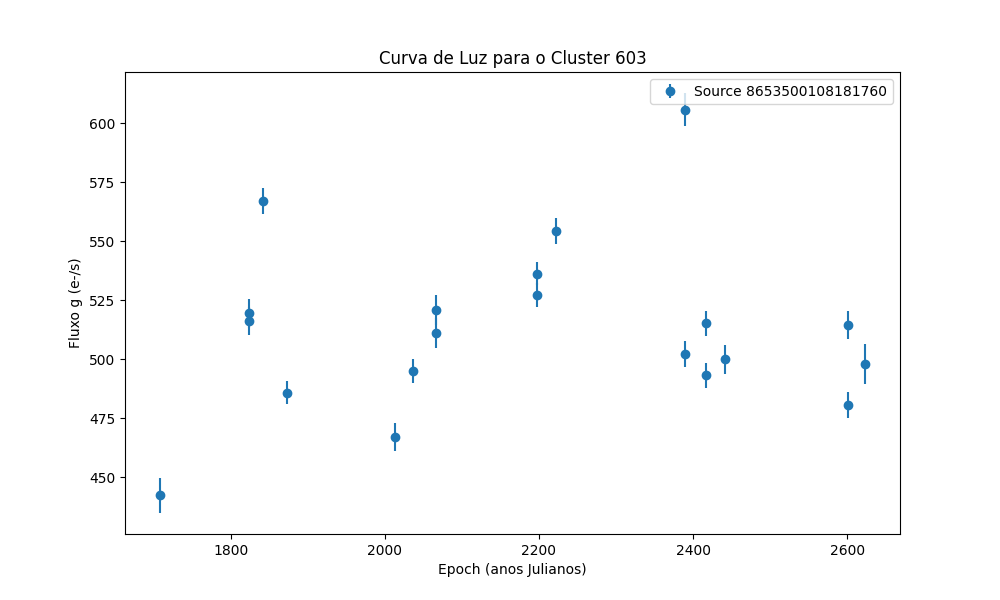 Curva de Luz para o Cluster 603
Source 8653500108181760
600
575
550
525
500
475
450
Fluxo g (e-/s)
1800 2000 2200 2400 2600
Epoch (anos Julianos)